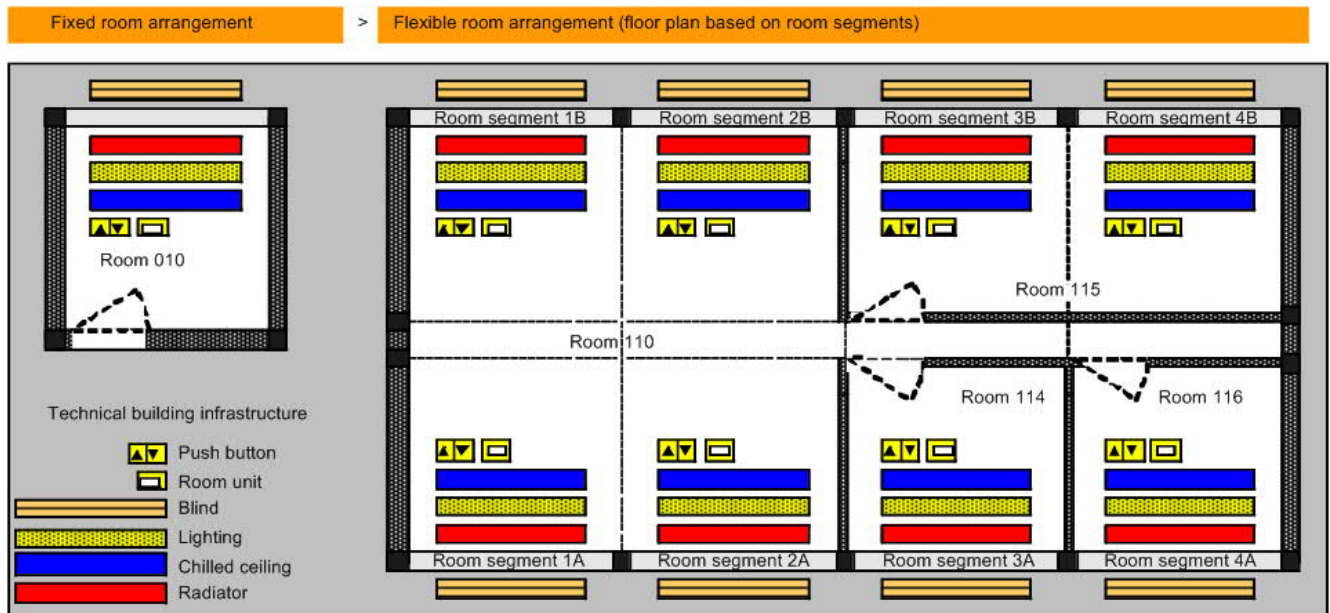 Fixed room arrangement > Flexible room arrangement (floor plan based on room segments)
Room segment 1B Room segment 2B Room segment 3B Room segment 4B
Room 010
Room 115
Room 110
Room 114 Room 116
Technical building infrastructure
Push button
Room unit
Blind
Lighting
Chilled ceiling
Radiator
Room segment 1A Room segment 2A Room segment 3A Room segment 4A